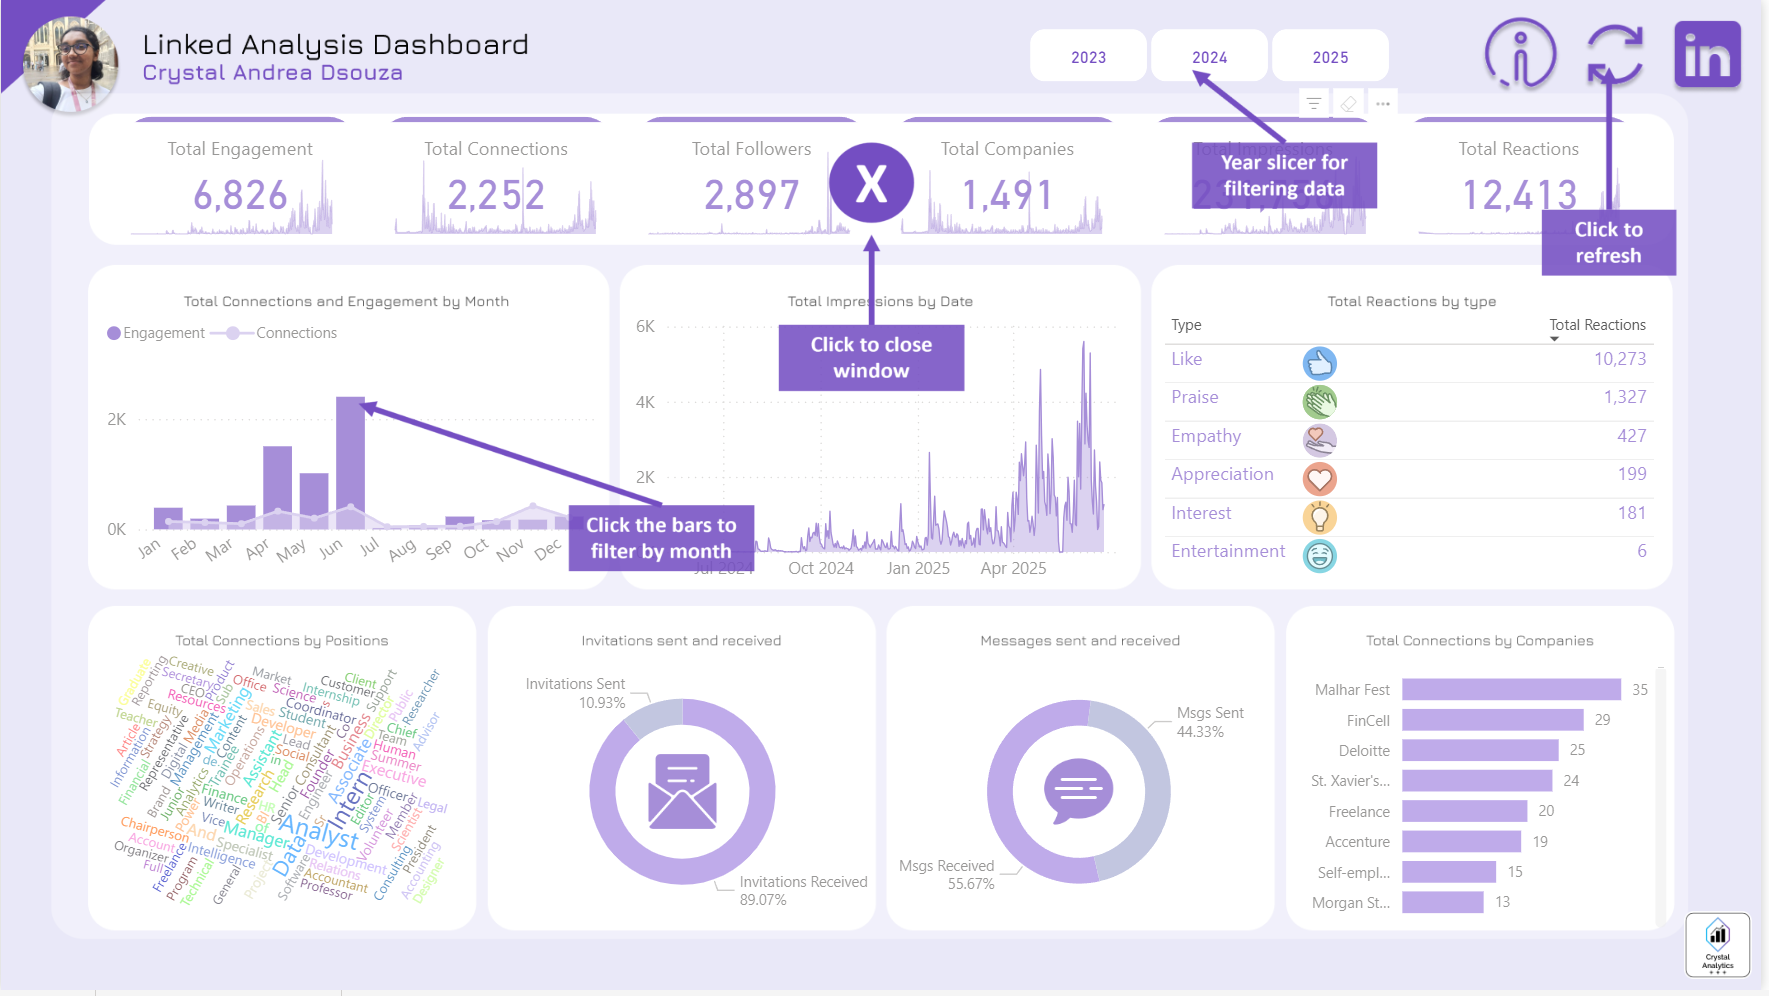 Linked Analysis Dashboard
Crystal Andrea Dsouza
2023
2024
2025
Total Engagement
6,826
Total Connections
2,252
Total Followers
2,897
X
Total Companies
1,491
Total Impressions
Year slicer for
filtering data
Total Reactions
12,413
Click to
refresh
Total Connections and Engagement by Month
Engagement
Connections
2K
0K
Jan
Feb
Mar
Apr
May
Jun
Jul
Aug
Sep
Oct
Nov
Dec
Click the bars to
filter by month
Total Impressions by Date
Click to close
window
6K
4K
2K
Jul 2024
Oct 2024
Jan 2025
Apr 2025
Total Reactions by type
Type
Total Reactions
Like
10,273
Praise
1,327
Empathy
427
Appreciation
199
Interest
181
Entertainment
6
Total Connections by Positions
Graduate
Reporting
Creative
Secretary
CEO
Product
Sub
Office
Market
Science
Internship
Customer
Client
Support
Public
Researcher
Resources
Equity
Teacher
Article
Strategy
Information
Representative
Financial
Digital
Media
Management
Marketing
Content
Sales
Developer
Student
Coordinator
Lead
Social
in
Co
Business
Director
Chief
Team
Human
Summer
Executive
Advisor
de
Trainee
Operations
Assistant
Head
Consultant
Founder
Associate
Intern
Officer
Legal
Brand
Junior
Analytics
Power
Finance
Writer
Vice
Research
HR
BI
or
Senior
Engineer
Sr
Editor
System
Volunteer
Member
Scientist
Chairperson
Account
Organizer
Full
Freelance
Program
Technical
And
Manager
Specialist
Intelligence
General
Project
Analyst
Data
Software
Development
Relations
Accountant
Professor
Consulting
President
Accounting
Designer
Invitations sent and received
Invitations Sent
10.93%
Invitations Received
89.07%
Messages sent and received
Msgs Sent
44.33%
Msgs Received
55.67%
Total Connections by Companies
Malhar Fest
35
FinCell
29
Deloitte
25
St. Xavier's...
24
Freelance
20
Accenture
19
Self-empl...
15
Morgan St...
13
in
Crystal
Analytics